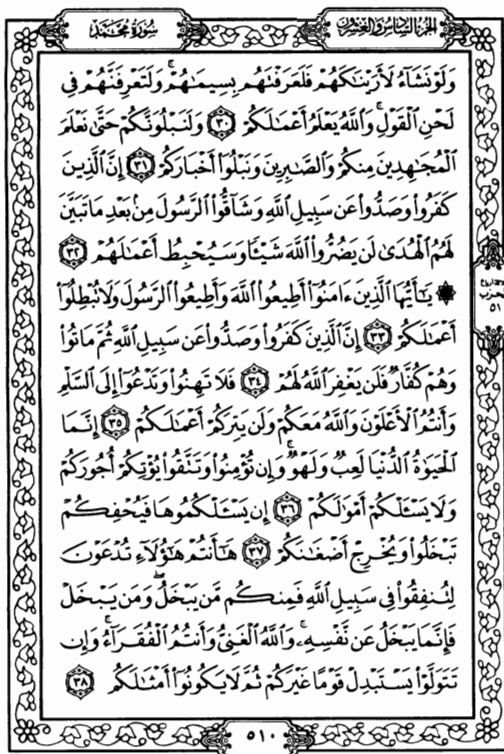 الجزء السادس والعشرون
سورة محمد
وَلَوْ نَشَآءُ لَأَرَيْنَٰكَهُمْ فَلَعَرَفْتَهُم بِسِيمَٰهُمْ ۚ وَلَتَعْرِفَنَّهُمْ فِى
لَحْنِ ٱلْقَوْلِ ۚ وَٱللَّهُ يَعْلَمُ أَعْمَٰلَكُمْ ٣٠ وَلَنَبْلُوَنَّكُمْ حَتَّىٰ نَعْلَمَ
ٱلْمُجَٰهِدِينَ مِنكُمْ وَٱلصَّٰبِرِينَ وَنَبْلُوَا۟ أَخْبَارَكُمْ ٣١ إِنَّ ٱلَّذِينَ
كَفَرُوا۟ وَصَدُّوا۟ عَن سَبِيلِ ٱللَّهِ وَشَآقُّوا۟ ٱلرَّسُولَ مِنۢ بَعْدِ مَا تَبَيَّنَ
لَهُمُ ٱلْهُدَىٰ لَن يَضُرُّوا۟ ٱللَّهَ شَيْـًٔا وَسَيُحْبِطُ أَعْمَٰلَهُمْ ٣٢
۞ يَٰٓأَيُّهَا ٱلَّذِينَ ءَامَنُوٓا۟ أَطِيعُوا۟ ٱللَّهَ وَأَطِيعُوا۟ ٱلرَّسُولَ وَلَا تُبْطِلُوٓا۟
أَعْمَٰلَكُمْ ٣٣ إِنَّ ٱلَّذِينَ كَفَرُوا۟ وَصَدُّوا۟ عَن سَبِيلِ ٱللَّهِ ثُمَّ مَاتُوا۟
وَهُمْ كُفَّارٌ فَلَن يَغْفِرَ ٱللَّهُ لَهُمْ ٣٤ فَلَا تَهِنُوا۟ وَتَدْعُوٓا۟ إِلَى ٱلسَّلْمِ
وَأَنتُمُ ٱلْأَعْلَوْنَ وَٱللَّهُ مَعَكُمْ وَلَن يَتِرَكُمْ أَعْمَٰلَكُمْ ٣٥ إِنَّمَا
ٱلْحَيَوٰةُ ٱلدُّنْيَا لَعِبٌ وَلَهْوٌ ۚ وَإِن تُؤْمِنُوا۟ وَتَتَّقُوا۟ يُؤْتِكُمْ أُجُورَكُمْ
وَلَا يَسْـَٔلْكُمْ أَمْوَٰلَكُمْ ٣٦ إِن يَسْـَٔلْكُمُوهَا فَيُحْفِكُمْ
تَبْخَلُوا۟ وَيُخْرِجْ أَضْغَٰنَكُمْ ٣٧ هَٰٓأَنتُمْ هَٰٓؤُلَآءِ تُدْعَوْنَ
لِتُنفِقُوا۟ فِى سَبِيلِ ٱللَّهِ فَمِنكُم مَّن يَبْخَلُ ۖ وَمَن يَبْخَلْ
فَإِنَّمَا يَبْخَلُ عَن نَّفْسِهِۦ ۚ وَٱللَّهُ ٱلْغَنِىُّ وَأَنتُمُ ٱلْفُقَرَآءُ ۚ وَإِن
تَتَوَلَّوْا۟ يَسْتَبْدِلْ قَوْمًا غَيْرَكُمْ ثُمَّ لَا يَكُونُوٓا۟ أَمْثَٰلَكُم ٣٨
٥١
٥١٠